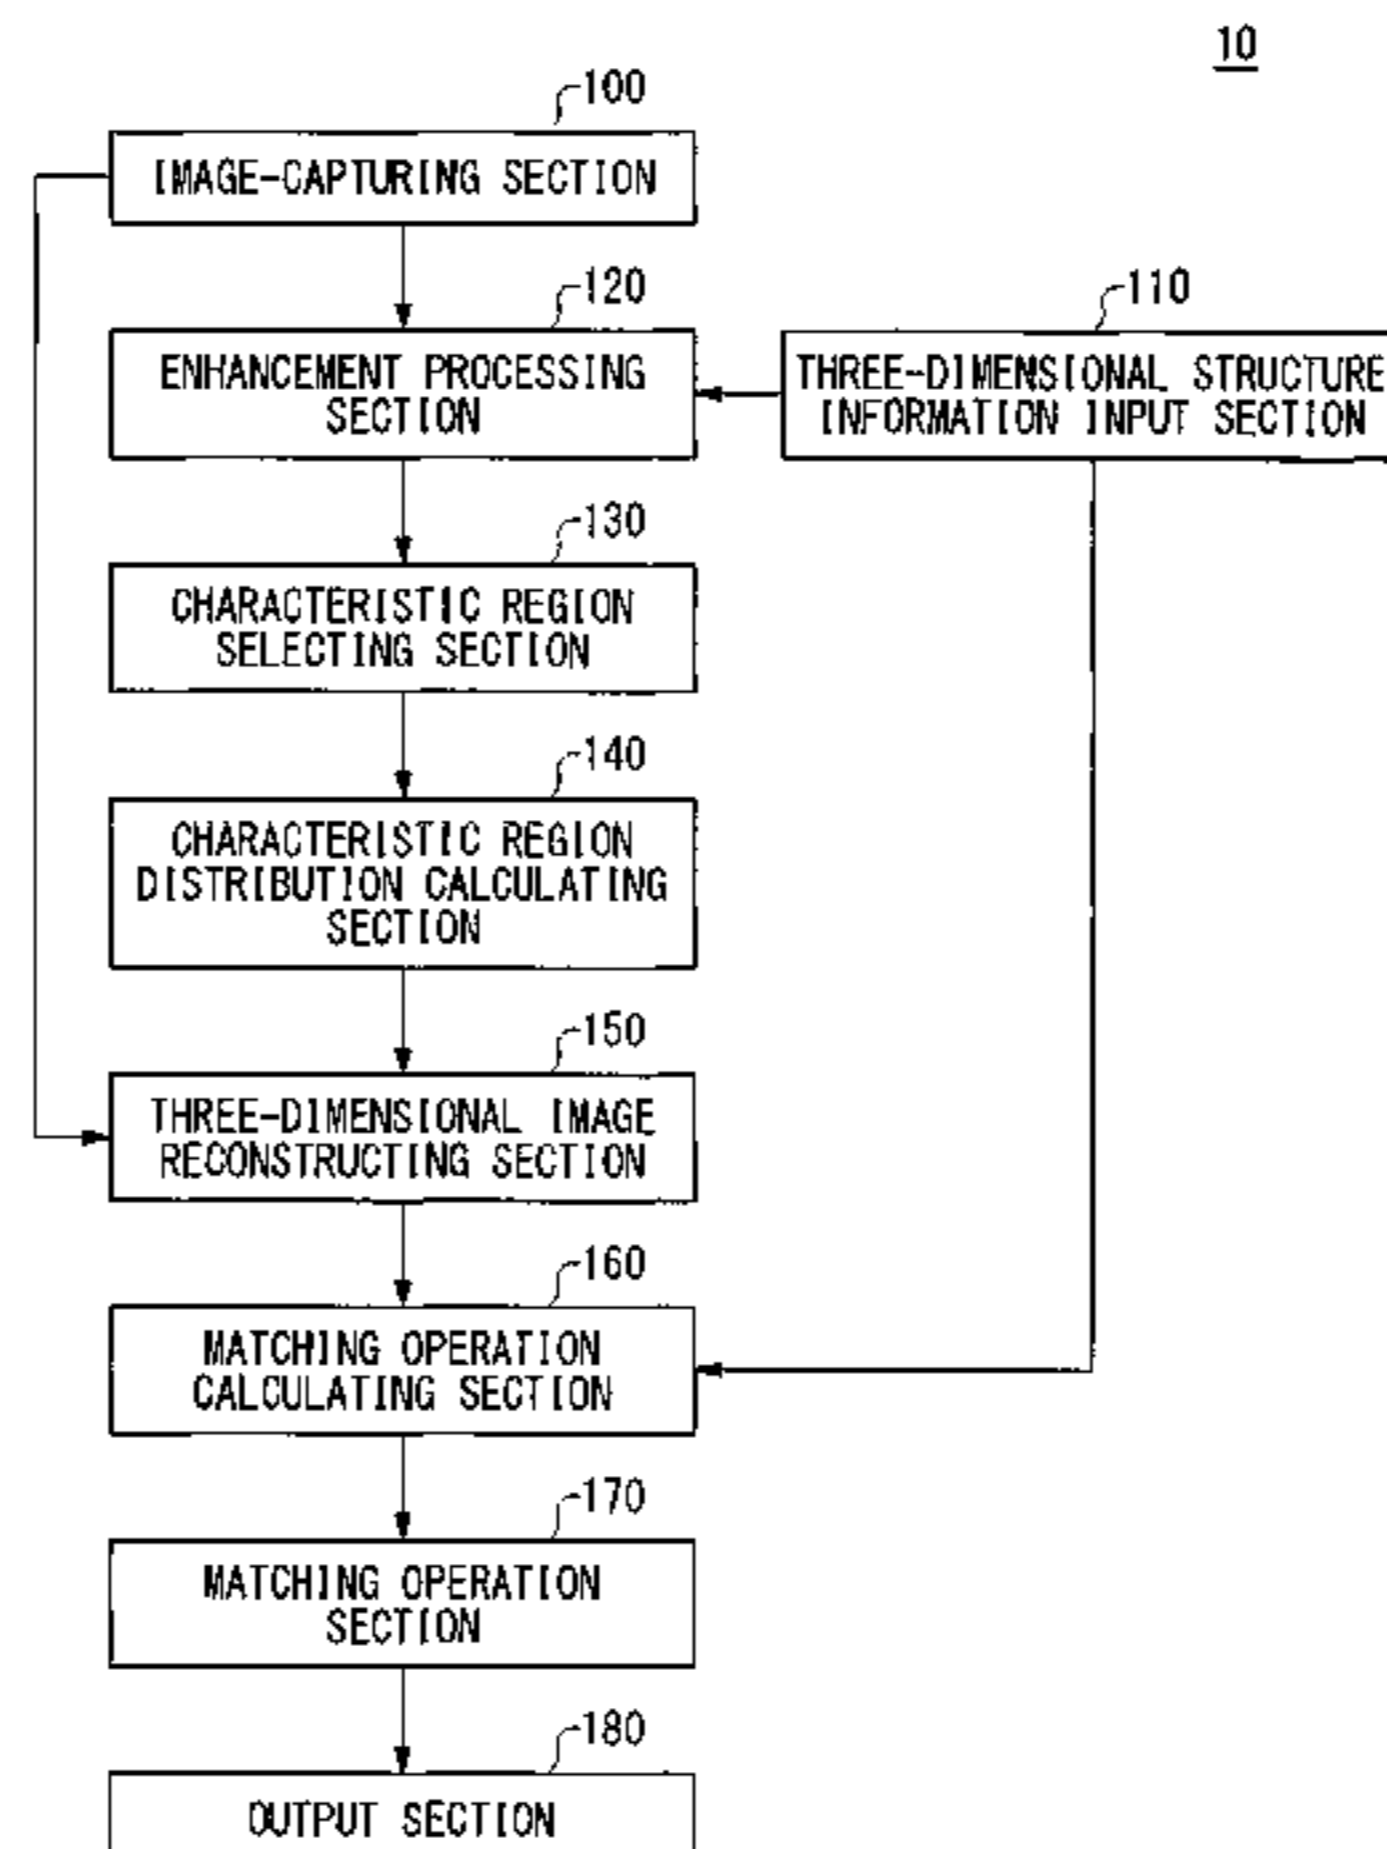 10
100
IMAGE-CAPTURING SECTION
120
ENHANCEMENT PROCESSING
SECTION
110
THREE-DIMENSIONAL STRUCTURE
INFORMATION INPUT SECTION
130
CHARACTERISTIC REGION
SELECTING SECTION
140
CHARACTERISTIC REGION
DISTRIBUTION CALCULATING
SECTION
150
THREE-DIMENSIONAL IMAGE
RECONSTRUCTING SECTION
160
MATCHING OPERATION
CALCULATING SECTION
170
MATCHING OPERATION
SECTION
180
OUTPUT SECTION